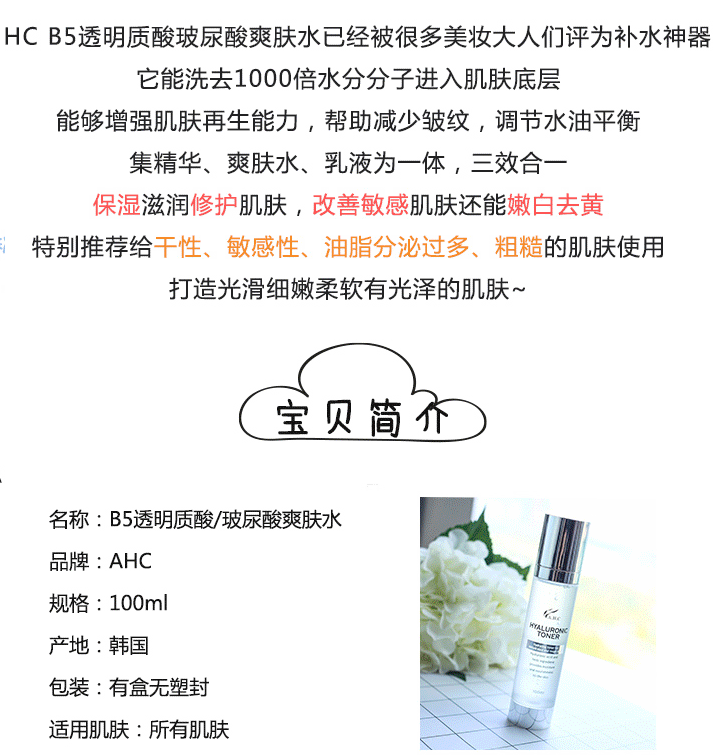 HC B5透明质酸玻尿酸爽肤水已经被很多美妆大人们评为补水神器
它能洗去1000倍水分分子进入肌肤底层
能够增强肌肤再生能力，帮助减少皱纹，调节水油平衡
集精华、爽肤水、乳液为一体，三效合一
保湿滋润修护肌肤，改善敏感肌肤还能嫩白去黄
特别推荐给干性、敏感性、油脂分泌过多、粗糙的肌肤使用
打造光滑细嫩柔软有光泽的肌肤~
宝贝简介
名称：B5透明质酸/玻尿酸爽肤水
品牌：AHC
规格：100ml
产地：韩国
包装：有盒无塑封
适用肌肤：所有肌肤
A.H.C
HYALURONIC
TONER